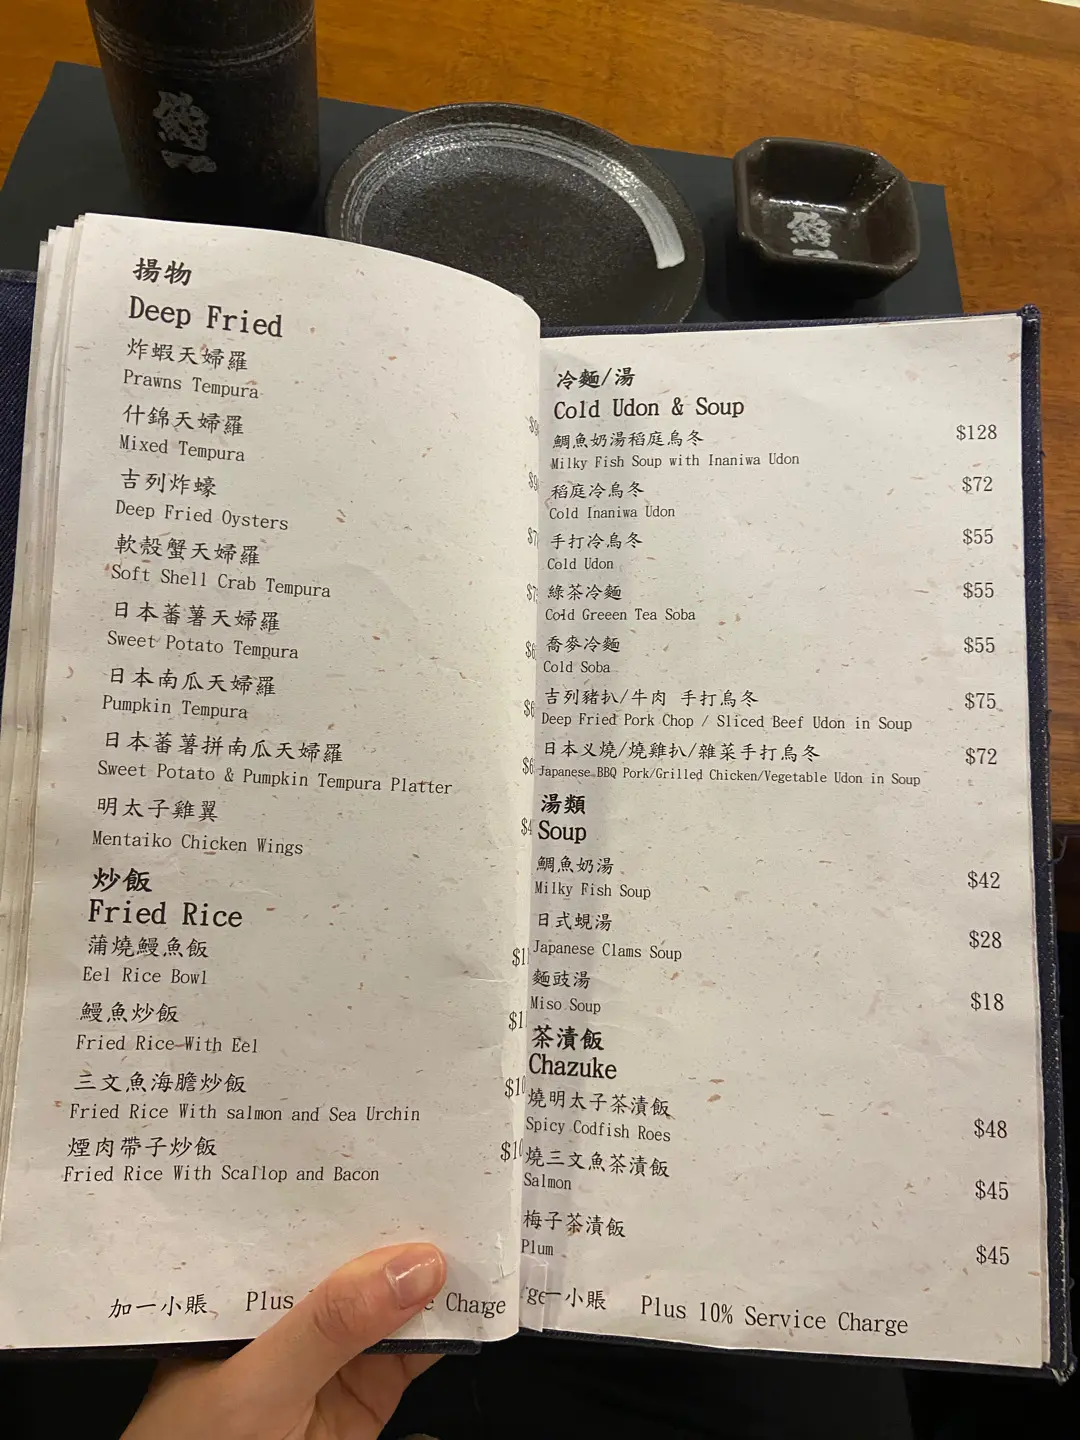 鮨一
鮨一
揚物
Deep Fried
炸蝦天婦羅
Prawns Tempura
什錦天婦羅
Mixed Tempura
吉列炸蠔
Deep Fried Oysters
軟殼蟹天婦羅
Soft Shell Crab Tempura
日本蕃薯天婦羅
Sweet Potato Tempura
日本南瓜天婦羅
Pumpkin Tempura
日本蕃薯拼南瓜天婦羅
Sweet Potato & Pumpkin Tempura Platter
明太子雞翼
Mentaiko Chicken Wings
炒飯
Fried Rice
蒲燒鰻魚飯
Eel Rice Bowl
鰻魚炒飯
Fried Rice With Eel
三文魚海膽炒飯
Fried Rice With salmon and Sea Urchin
煙肉帶子炒飯
Fried Rice With Scallop and Bacon
加一小賬 Plus Charge
冷麵/湯
Cold Udon & Soup
鯛魚奶湯稻庭烏冬 $128
Milky Fish Soup with Inaniwa Udon
稻庭冷烏冬 $72
Cold Inaniwa Udon
手打冷烏冬 $55
Cold Udon
綠茶冷麵 $55
Cold Greeen Tea Soba
喬麥冷麵 $55
Cold Soba
吉列豬扒/牛肉 手打烏冬 $75
Deep Fried Pork Chop / Sliced Beef Udon in Soup
日本义燒/燒雞扒/雜菜手打烏冬 $72
Japanese BBQ Pork/Grilled Chicken/Vegetable Udon in Soup
湯類
Soup
鯛魚奶湯 $42
Milky Fish Soup
日式蜆湯 $28
Japanese Clams Soup
麵豉湯 $18
Miso Soup
茶漬飯
Chazuke
燒明太子茶漬飯 $48
Spicy Codfish Roes
燒三文魚茶漬飯 $45
Salmon
梅子茶漬飯 $45
Plum
一小賬 Plus 10% Service Charge